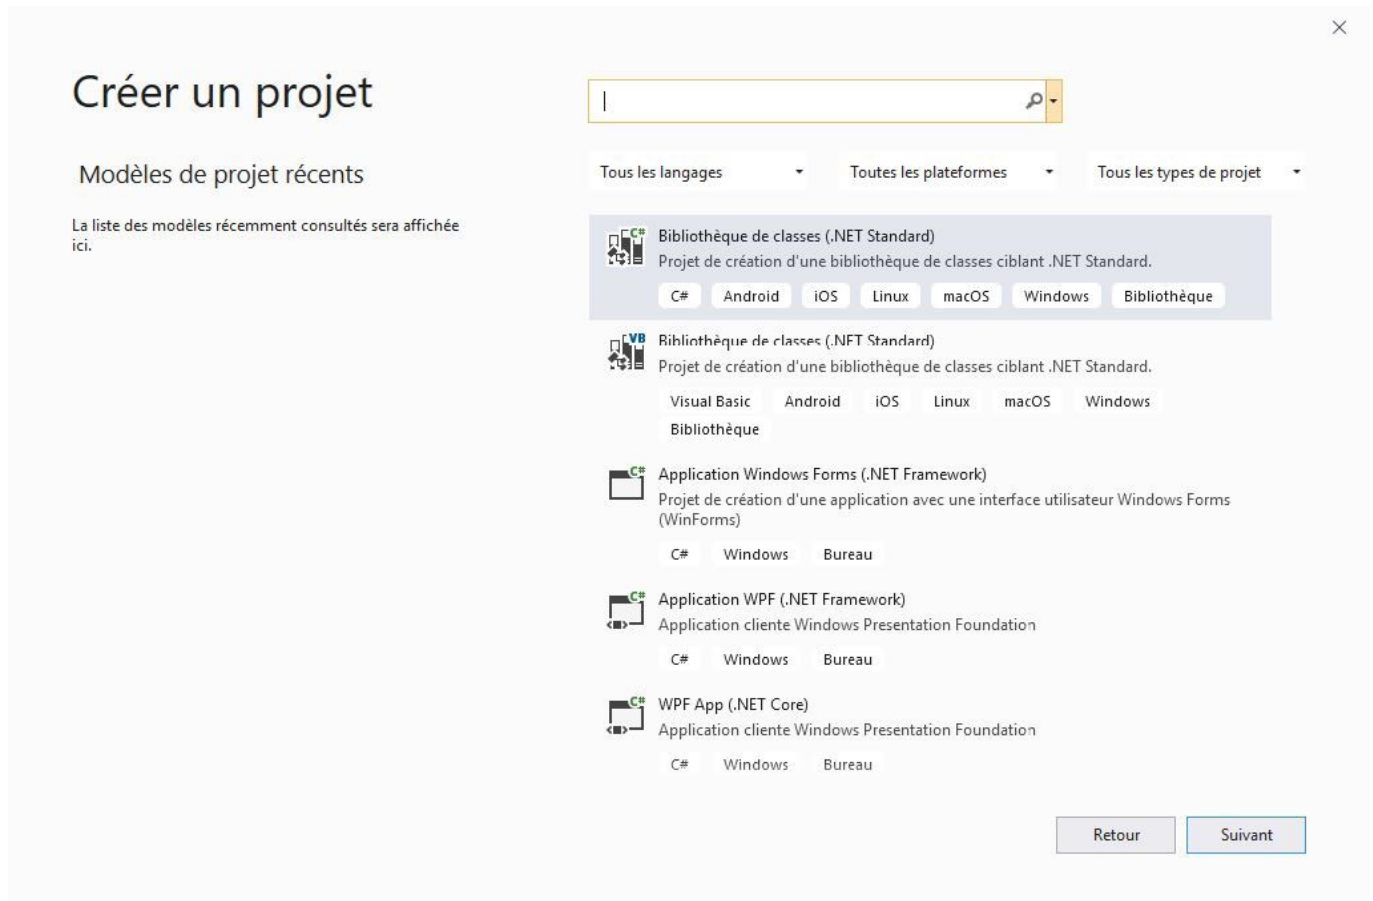 Créer un projet
Modèles de projet récents
La liste des modèles récemment consultés sera affichée
ici.
Tous les langages
Toutes les plateformes
Tous les types de projet
C#
Bibliothèque de classes (.NET Standard)
Projet de création d'une bibliothèque de classes ciblant .NET Standard.
C# Android iOS Linux macOS Windows Bibliothèque
VB
Bibliothèque de classes (.NET Standard)
Projet de création d'une bibliothèque de classes ciblant .NET Standard.
Visual Basic Android iOS Linux macOS Windows
Bibliothèque
C#
Application Windows Forms (.NET Framework)
Projet de création d'une application avec une interface utilisateur Windows Forms
(WinForms)
C# Windows Bureau
C#
Application WPF (.NET Framework)
Application cliente Windows Presentation Foundation
C# Windows Bureau
C#
WPF App (.NET Core)
Application cliente Windows Presentation Foundation
C# Windows Bureau
Retour
Suivant